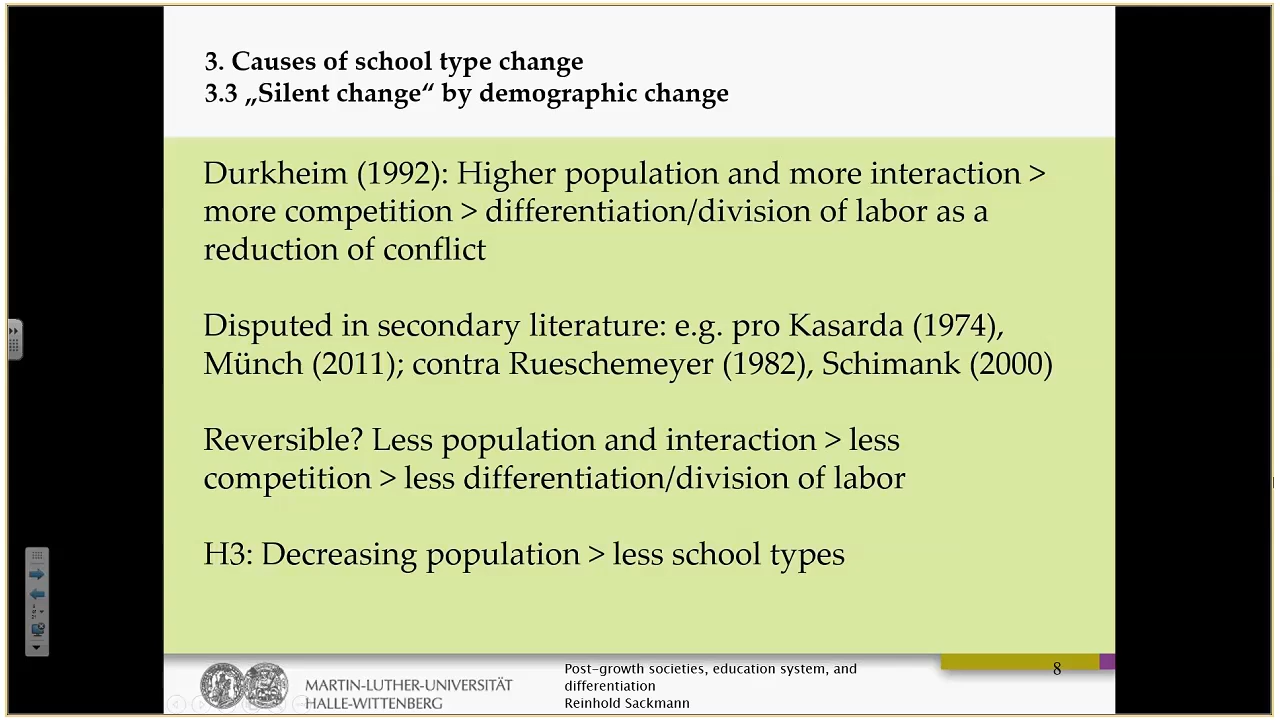 3. Causes of school type change
3.3 „Silent change“ by demographic change
Durkheim (1992): Higher population and more interaction >
more competition > differentiation/division of labor as a
reduction of conflict
Disputed in secondary literature: e.g. pro Kasarda (1974),
Münch (2011); contra Rueschemeyer (1982), Schimank (2000)
Reversible? Less population and interaction > less
competition > less differentiation/division of labor
H3: Decreasing population > less school types
MARTIN-LUTHER-UNIVERSITÄT
HALLE-WITTENBERG
Post-growth societies, education system, and
differentiation
Reinhold Sackmann
8